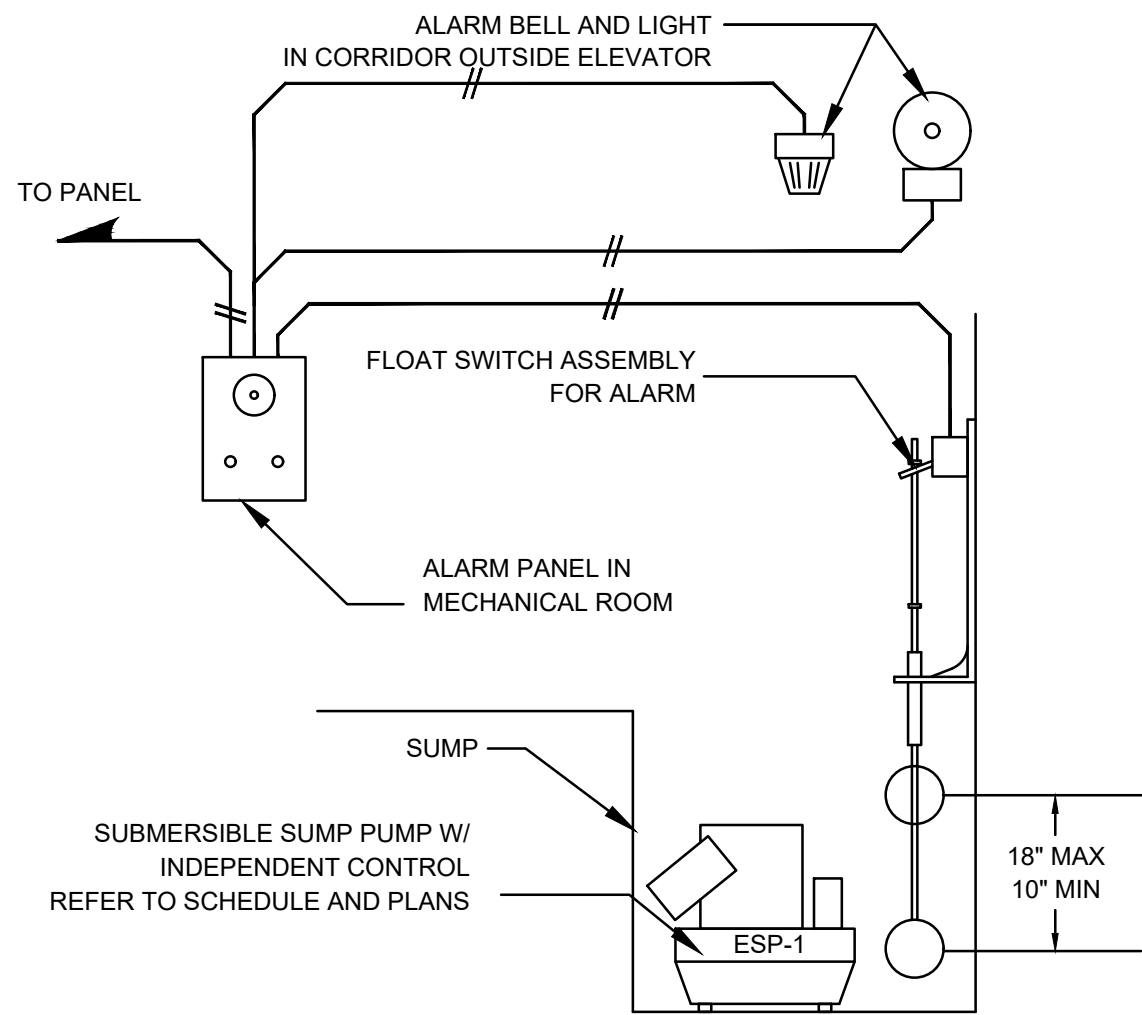 ALARM BELL AND LIGHT
IN CORRIDOR OUTSIDE ELEVATOR
TO PANEL
FLOAT SWITCH ASSEMBLY
FOR ALARM
ALARM PANEL IN
MECHANICAL ROOM
SUMP
SUBMERSIBLE SUMP PUMP W/
INDEPENDENT CONTROL
REFER TO SCHEDULE AND PLANS
ESP-1
18" MAX
10" MIN